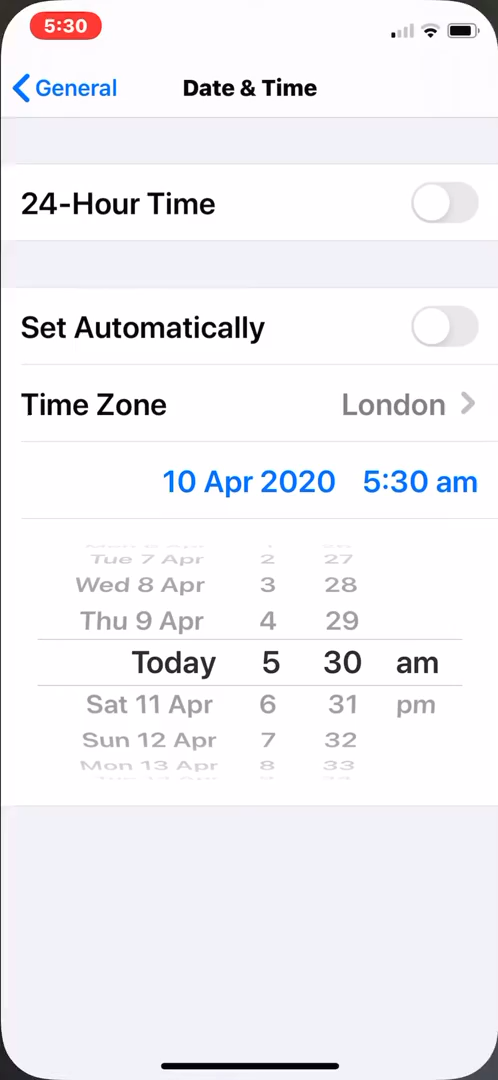 5:30
General Date & Time
24-Hour Time
Set Automatically
Time Zone London
10 Apr 2020 5:30 am
Tue 7 Apr 2 27
Wed 8 Apr 3 28
Thu 9 Apr 4 29
Today 5 30 am
Sat 11 Apr 6 31 pm
Sun 12 Apr 7 32
Mon 13 Apr 8 33